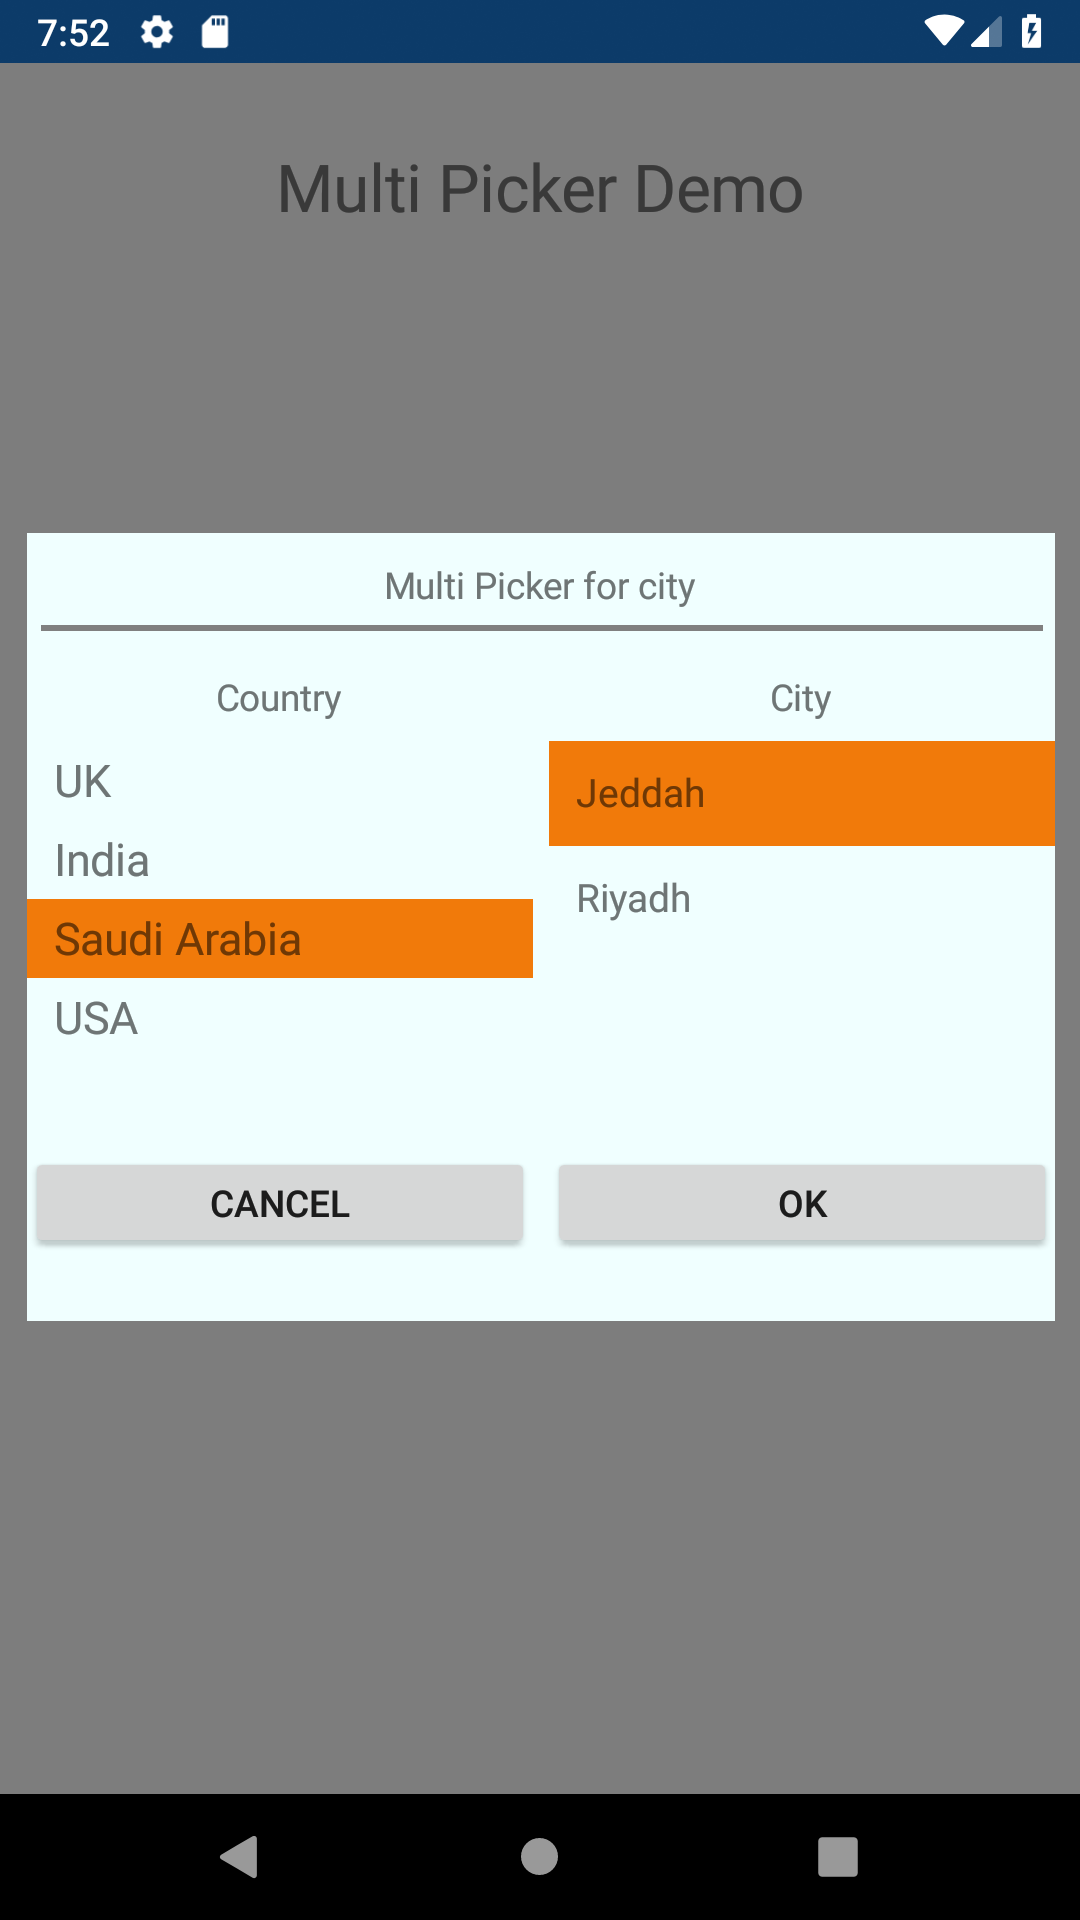 7:52
Multi Picker Demo
Multi Picker for city
Country
City
UK
India
Saudi Arabia
USA
Jeddah
Riyadh
CANCEL
OK